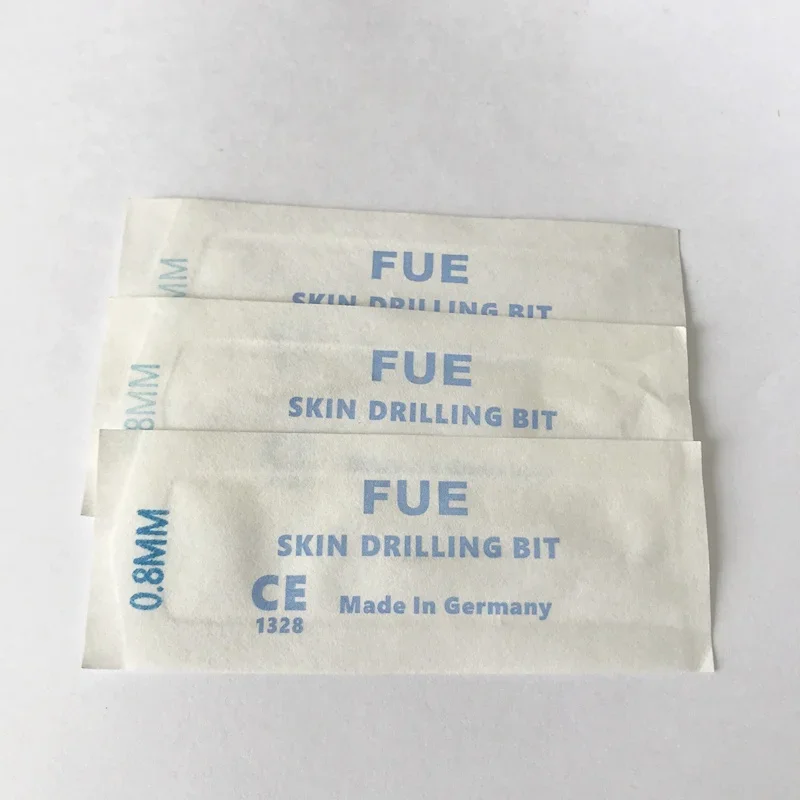 FUE
SKIN DRILLING BIT
MM
FUE
SKIN DRILLING BIT
8MM
FUE
SKIN DRILLING BIT
0.8MM
CE
1328
Made In Germany